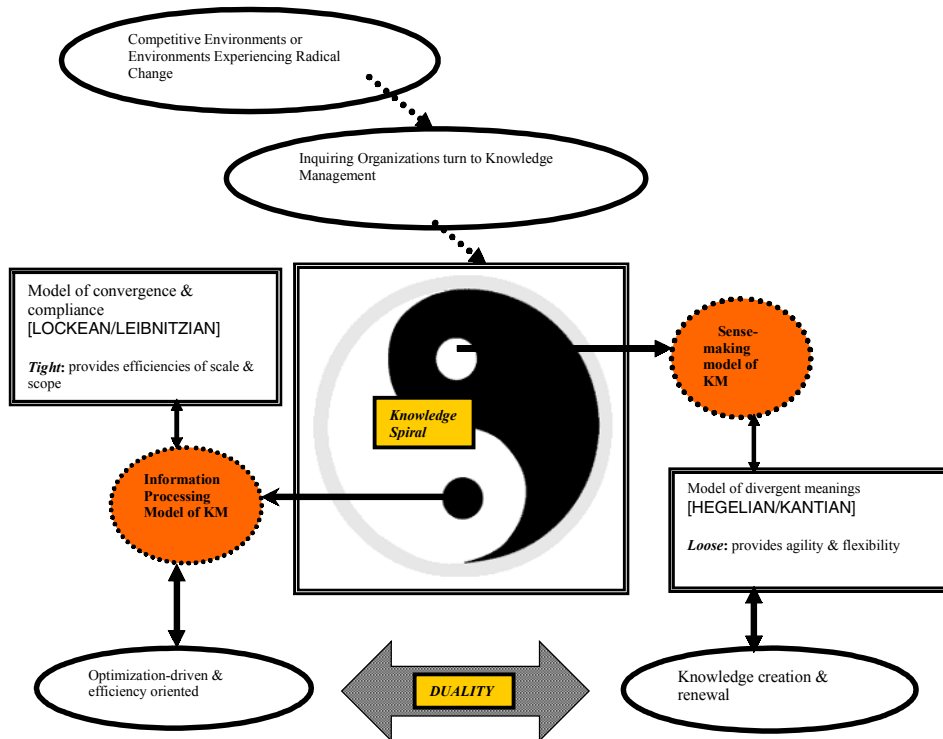 Competitive Environments or
Environments Experiencing Radical
Change
Inquiring Organizations turn to Knowledge
Management
Model of convergence &
compliance
[LOCKEAN/LEIBNITZIAN]
Tight: provides efficiencies of scale &
scope
Sense-
making
model of
KM
Knowledge
Spiral
Information
Processing
Model of KM
Model of divergent meanings
[HEGELIAN/KANTIAN]
Loose: provides agility & flexibility
Optimization-driven &
efficiency oriented
DUALITY
Knowledge creation &
renewal